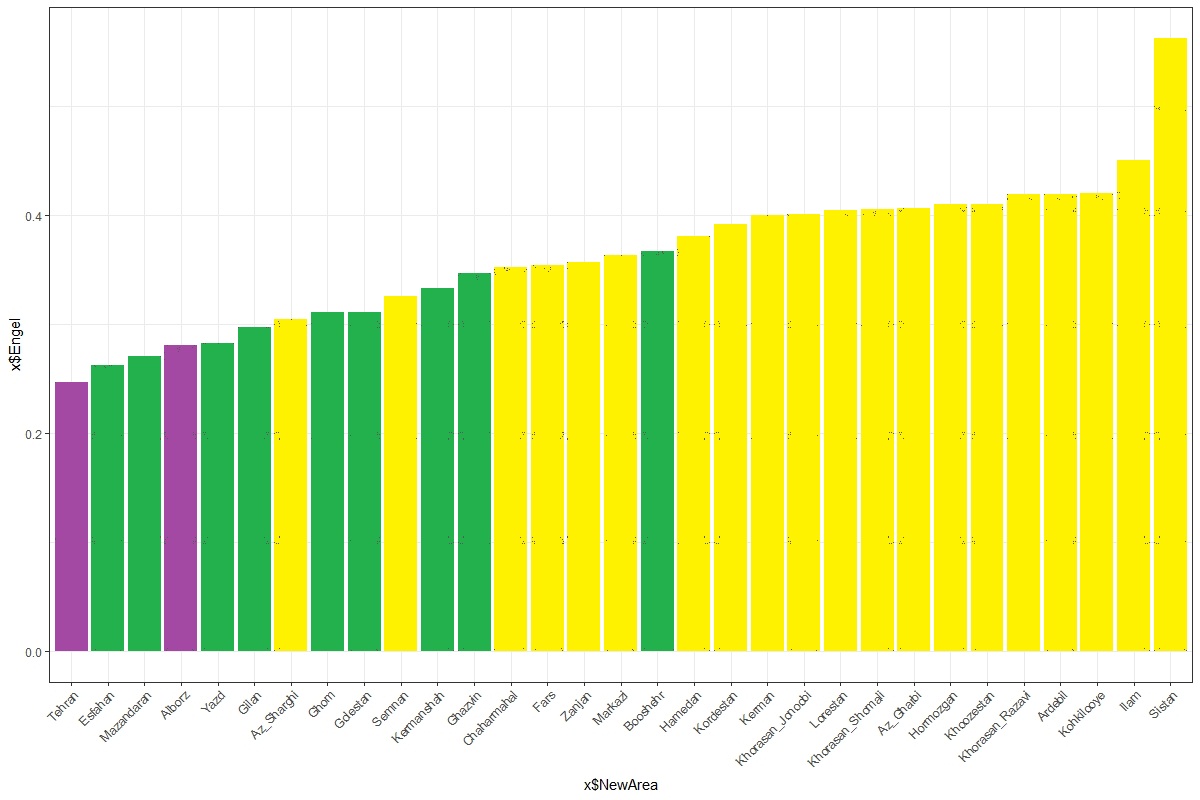 x$Engel
0.4
0.2
0.0
Tehran
Esfahan
Mazandaran
Alborz
Yazd
Gilan
Az_Sharghi
Ghom
Golestan
Semnan
Kermanshah
Ghazvin
Chaharmahal
Fars
Zanjan
Markazi
Booshehr
Hamedan
Kordestan
Kerman
Khorasan_Jonoobi
Lorestan
Khorasan_Shomali
Az_Gharbi
Hormozgan
Khoozestan
Khorasan_Razavi
Ardebil
Kohkilooye
Ilam
Sistan
x$NewArea